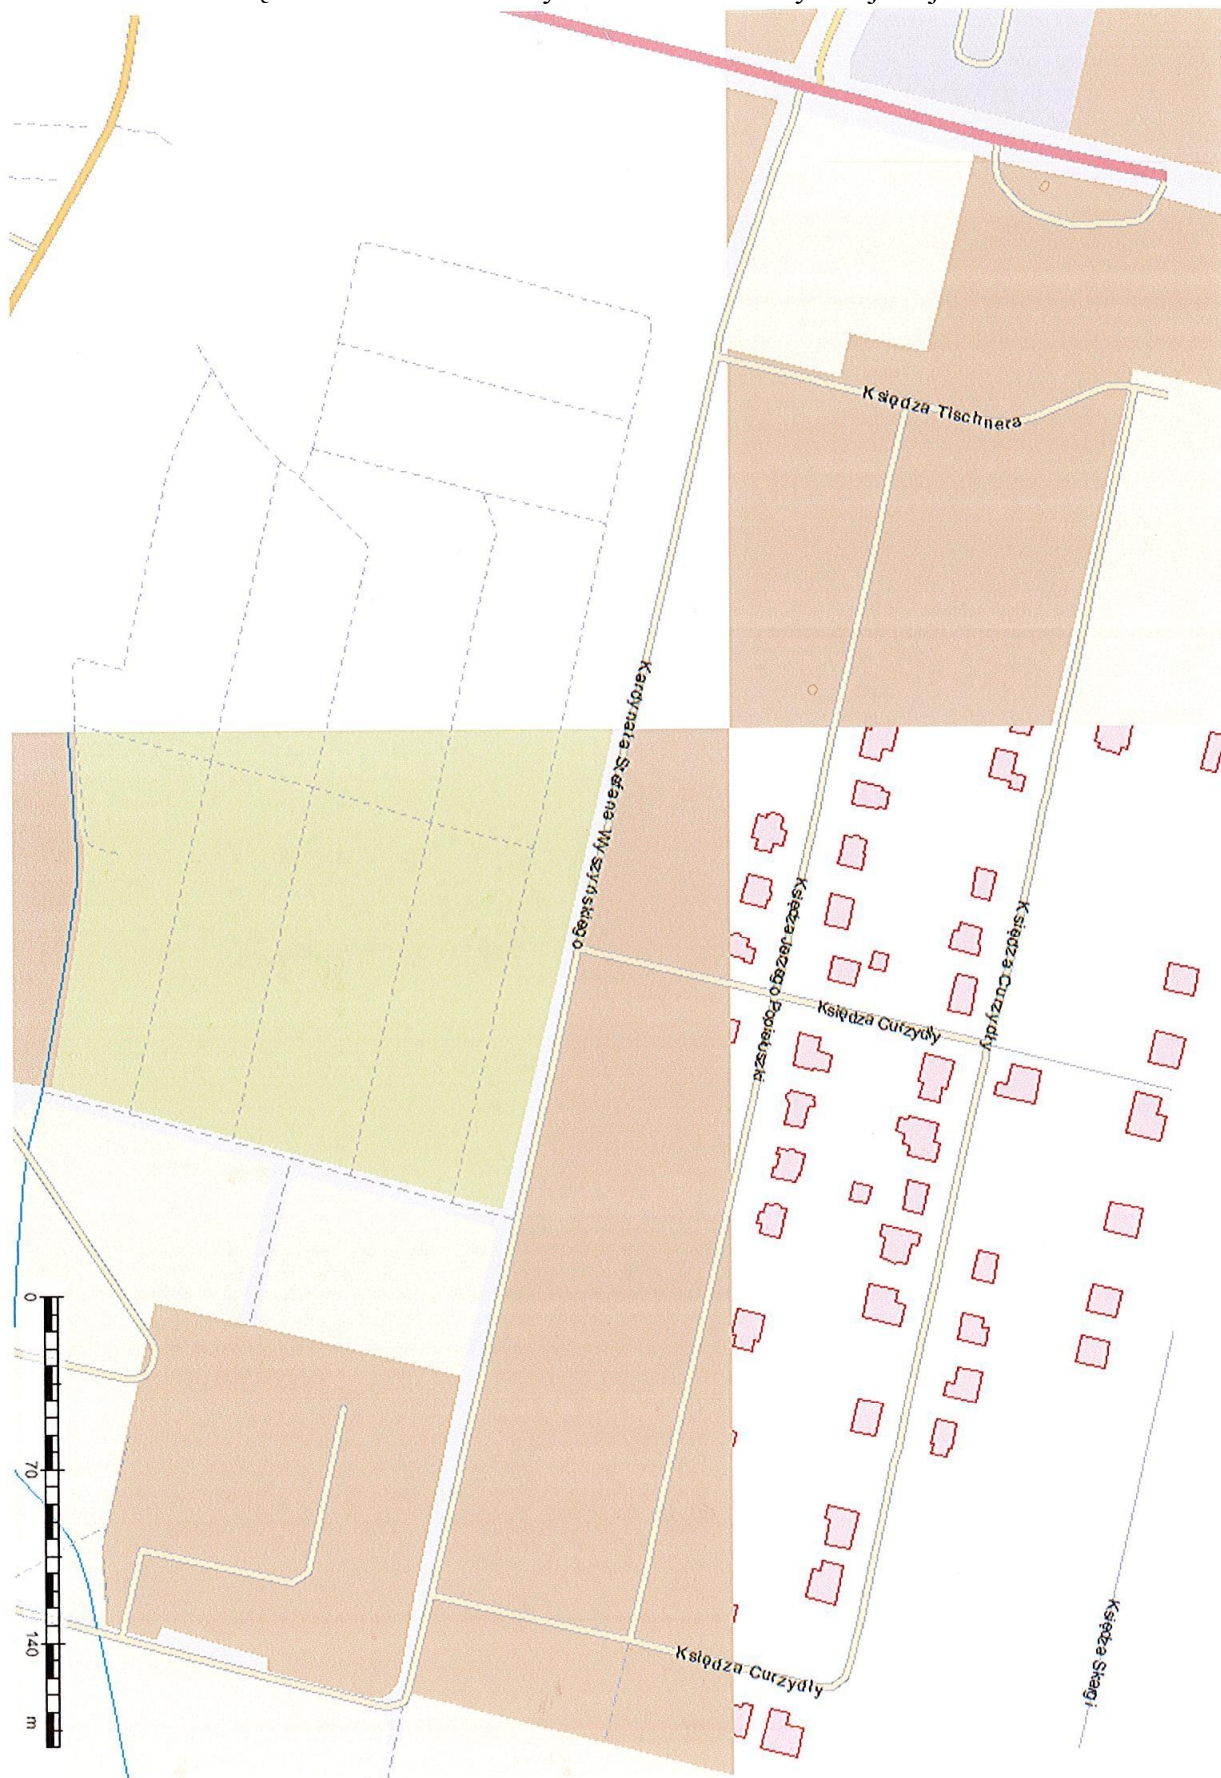 Księdza Tischnera
Kardynała Stefana Wyszyńskiego
Księdza Jerzego Popiełuszki
Księdza Curzydły
Księdza Curzydły
Księdza Curzydły
Księdza Skargi
0
70
140
m